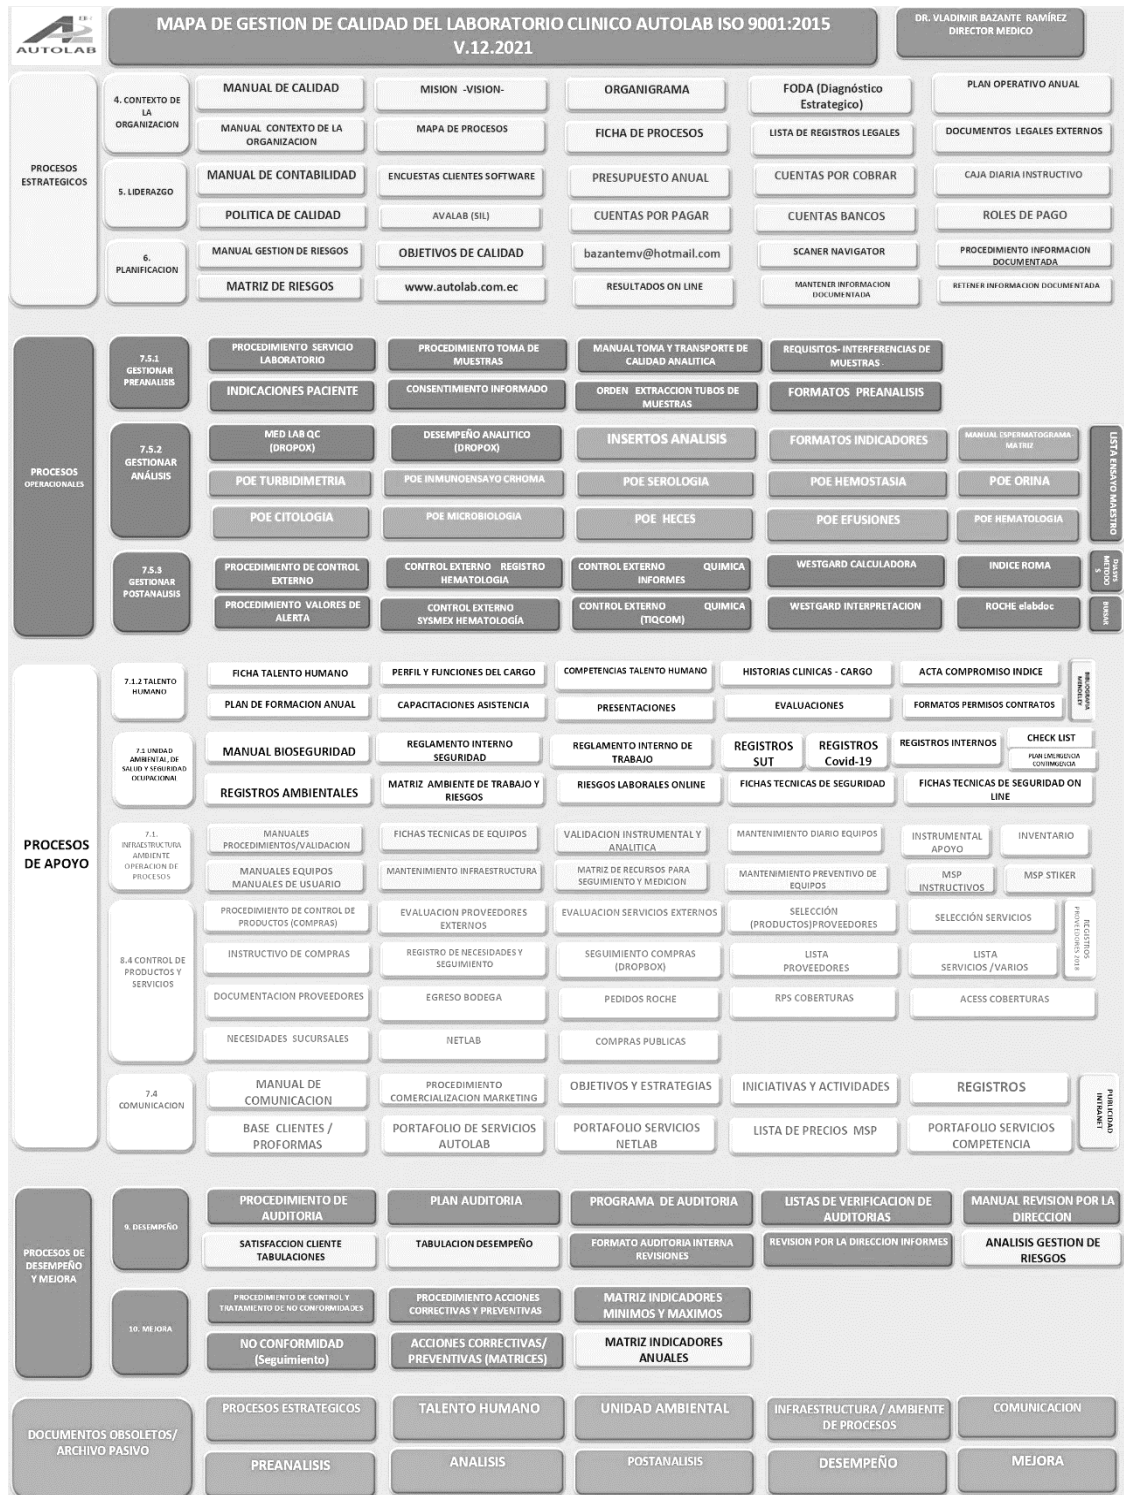 AUTOLAB
MAPA DE GESTION DE CALIDAD DEL LABORATORIO CLINICO AUTOLAB ISO 9001:2015
V.12.2021
DR. VLADIMIR BAZANTE RAMÍREZ
DIRECTOR MEDICO
PROCESOS
ESTRATEGICOS
4. CONTEXTO DE
LA
ORGANIZACION
MANUAL DE CALIDAD
MISION -VISION-
ORGANIGRAMA
FODA (Diagnóstico
Estrategico)
PLAN OPERATIVO ANUAL
MANUAL CONTEXTO DE LA
ORGANIZACION
MAPA DE PROCESOS
FICHA DE PROCESOS
LISTA DE REGISTROS LEGALES
DOCUMENTOS LEGALES EXTERNOS
5. LIDERAZGO
MANUAL DE CONTABILIDAD
ENCUESTAS CLIENTES SOFTWARE
PRESUPUESTO ANUAL
CUENTAS POR COBRAR
CAJA DIARIA INSTRUCTIVO
POLITICA DE CALIDAD
AVALAB (SIL)
CUENTAS POR PAGAR
CUENTAS BANCOS
ROLES DE PAGO
6.
PLANIFICACION
MANUAL GESTION DE RIESGOS
OBJETIVOS DE CALIDAD
bazantemv@hotmail.com
SCANER NAVIGATOR
PROCEDIMIENTO INFORMACION
DOCUMENTADA
MATRIZ DE RIESGOS
www.autolab.com.ec
RESULTADOS ON LINE
MANTENER INFORMACION
DOCUMENTADA
RETENER INFORMACION DOCUMENTADA
PROCESOS
OPERACIONALES
7.5.1
GESTIONAR
PREANALISIS
PROCEDIMIENTO SERVICIO
LABORATORIO
PROCEDIMIENTO TOMA DE
MUESTRAS
MANUAL TOMA Y TRANSPORTE DE
CALIDAD ANALITICA
REQUISITOS- INTERFERENCIAS DE
MUESTRAS
INDICACIONES PACIENTE
CONSENTIMIENTO INFORMADO
ORDEN EXTRACCION TUBOS DE
MUESTRAS
FORMATOS PREANALISIS
7.5.2
GESTIONAR
ANÁLISIS
MED LAB QC
(DROPOX)
DESEMPEÑO ANALITICO
(DROPOX)
INSERTOS ANALISIS
FORMATOS INDICADORES
MANUAL ESPERMATOGRAMA-
MATRIZ
POE TURBIDIMETRIA
POE INMUNOENSAYO CRHOMA
POE SEROLOGIA
POE HEMOSTASIA
POE ORINA
POE CITOLOGIA
POE MICROBIOLOGIA
POE HECES
POE EFUSIONES
POE HEMATOLOGIA
LISTA ENSAYO MAESTRO
7.5.3
GESTIONAR
POSTANALISIS
PROCEDIMIENTO DE CONTROL
EXTERNO
CONTROL EXTERNO REGISTRO
HEMATOLOGIA
CONTROL EXTERNO QUIMICA
INFORMES
WESTGARD CALCULADORA
INDICE ROMA
PROCEDIMIENTO VALORES DE
ALERTA
CONTROL EXTERNO
SYSMEX HEMATOLOGÍA
CONTROL EXTERNO QUIMICA
(TIQCOM)
WESTGARD INTERPRETACION
ROCHE elabdoc
METODO
S
PROCESOS
DE APOYO
7.1.2 TALENTO
HUMANO
FICHA TALENTO HUMANO
PERFIL Y FUNCIONES DEL CARGO
COMPETENCIAS TALENTO HUMANO
HISTORIAS CLINICAS - CARGO
ACTA COMPROMISO INDICE
PLAN DE FORMACION ANUAL
CAPACITACIONES ASISTENCIA
PRESENTACIONES
EVALUACIONES
FORMATOS PERMISOS CONTRATOS
BIBLIOGRAFIA
MENDELEY
7.1 UNIDAD
AMBIENTAL, DE
SALUD Y SEGURIDAD
OCUPACIONAL
MANUAL BIOSEGURIDAD
REGLAMENTO INTERNO
SEGURIDAD
REGLAMENTO INTERNO DE
TRABAJO
REGISTROS
SUT
REGISTROS
Covid-19
REGISTROS INTERNOS
CHECK LIST
PLAN EMERGENCIA
CONTINGENCIA
REGISTROS AMBIENTALES
MATRIZ AMBIENTE DE TRABAJO Y
RIESGOS
RIESGOS LABORALES ONLINE
FICHAS TECNICAS DE SEGURIDAD
FICHAS TECNICAS DE SEGURIDAD ON
LINE
7.1.
INFRAESTRUCTURA
AMBIENTE
OPERACION DE
PROCESOS
MANUALES
PROCEDIMIENTOS/VALIDACION
FICHAS TECNICAS DE EQUIPOS
VALIDACION INSTRUMENTAL Y
ANALITICA
MANTENIMIENTO DIARIO EQUIPOS
INSTRUMENTAL
APOYO
INVENTARIO
MANUALES EQUIPOS
MANUALES DE USUARIO
MANTENIMIENTO INFRAESTRUCTURA
MATRIZ DE RECURSOS PARA
SEGUIMIENTO Y MEDICION
MANTENIMIENTO PREVENTIVO DE
EQUIPOS
MSP
INSTRUCTIVOS
MSP STIKER
8.4 CONTROL DE
PRODUCTOS Y
SERVICIOS
PROCEDIMIENTO DE CONTROL DE
PRODUCTOS (COMPRAS)
EVALUACION PROVEEDORES
EXTERNOS
EVALUACION SERVICIOS EXTERNOS
SELECCIÓN
(PRODUCTOS)PROVEEDORES
SELECCIÓN SERVICIOS
REGISTROS
PROVEEDORES 2018
INSTRUCTIVO DE COMPRAS
REGISTRO DE NECESIDADES Y
SEGUIMIENTO
SEGUIMIENTO COMPRAS
(DROPBOX)
LISTA
PROVEEDORES
LISTA
SERVICIOS /VARIOS
DOCUMENTACION PROVEEDORES
EGRESO BODEGA
PEDIDOS ROCHE
RPS COBERTURAS
ACESS COBERTURAS
NECESIDADES SUCURSALES
NETLAB
COMPRAS PUBLICAS
7.4
COMUNICACION
MANUAL DE
COMUNICACION
PROCEDIMIENTO
COMERCIALIZACION MARKETING
OBJETIVOS Y ESTRATEGIAS
INICIATIVAS Y ACTIVIDADES
REGISTROS
BASE CLIENTES /
PROFORMAS
PORTAFOLIO DE SERVICIOS
AUTOLAB
PORTAFOLIO SERVICIOS
NETLAB
LISTA DE PRECIOS MSP
PORTAFOLIO SERVICIOS
COMPETENCIA
PUBLICIDAD
INTRANET
PROCESOS DE
DESEMPEÑO
Y MEJORA
9. DESEMPEÑO
PROCEDIMIENTO DE
AUDITORIA
PLAN AUDITORIA
PROGRAMA DE AUDITORIA
LISTAS DE VERIFICACION DE
AUDITORIAS
MANUAL REVISION POR LA
DIRECCION
SATISFACCION CLIENTE
TABULACIONES
TABULACION DESEMPEÑO
FORMATO AUDITORIA INTERNA
REVISIONES
REVISION POR LA DIRECCION INFORMES
ANALISIS GESTION DE
RIESGOS
10. MEJORA
PROCEDIMIENTO DE CONTROL Y
TRATAMIENTO DE NO CONFORMIDADES
PROCEDIMIENTO ACCIONES
CORRECTIVAS Y PREVENTIVAS
MATRIZ INDICADORES
MINIMOS Y MAXIMOS
NO CONFORMIDAD
(Seguimiento)
ACCIONES CORRECTIVAS/
PREVENTIVAS (MATRICES)
MATRIZ INDICADORES
ANUALES
DOCUMENTOS OBSOLETOS/
ARCHIVO PASIVO
PROCESOS ESTRATEGICOS
TALENTO HUMANO
UNIDAD AMBIENTAL
INFRAESTRUCTURA / AMBIENTE
DE PROCESOS
COMUNICACION
PREANALISIS
ANALISIS
POSTANALISIS
DESEMPEÑO
MEJORA